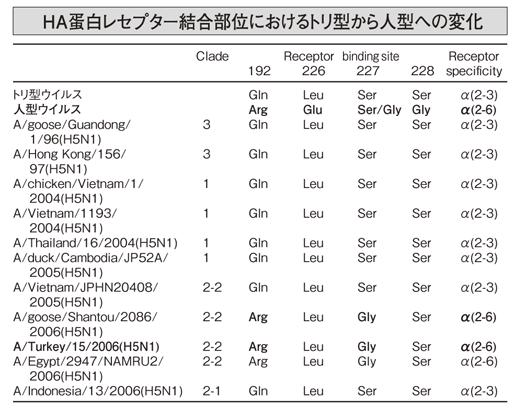 HA蛋白レセプター結合部位におけるトリ型から人型への変化
Clade Receptor binding site Receptor
192 226 227 228 specificity
トリ型ウイルス Gln Leu Ser Ser α(2-3)
人型ウイルス Arg Glu Ser/Gly Gly α(2-6)
A/goose/Guandong/ 3 Gln Leu Ser Ser α(2-3)
1/96(H5N1)
A/Hong Kong/156/ 3 Gln Leu Ser Ser α(2-3)
97(H5N1)
A/chicken/Vietnam/1/ 1 Gln Leu Ser Ser α(2-3)
2004(H5N1)
A/Vietnam/1193/ 1 Gln Leu Ser Ser α(2-3)
2004(H5N1)
A/Thailand/16/2004(H5N1) 1 Gln Leu Ser Ser α(2-3)
A/duck/Cambodia/JP52A/ 1 Gln Leu Ser Ser α(2-3)
2005(H5N1)
A/Vietnam/JPHN20408/ 2-2 Gln Leu Ser Ser α(2-3)
2005(H5N1)
A/goose/Shantou/2086/ 2-2 Arg Leu Gly Ser α(2-6)
2006(H5N1)
A/Turkey/15/2006(H5N1) 2-2 Arg Leu Gly Ser α(2-6)
A/Egypt/2947/NAMRU2/ 2-2 Arg Leu Gly Ser α(2-6)
2006(H5N1)
A/Indonesia/13/2006(H5N1) 2-1 Gln Leu Ser Ser α(2-3)